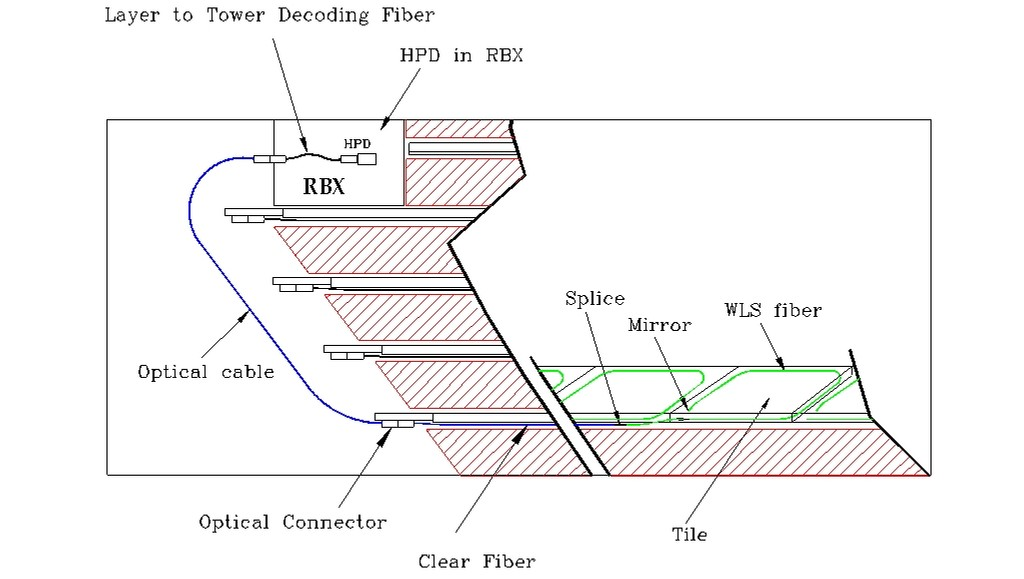 Layer to Tower Decoding Fiber
HPD in RBX
HPD
RBX
Splice
Mirror
WLS fiber
Optical cable
Optical Connector
Tile
Clear Fiber